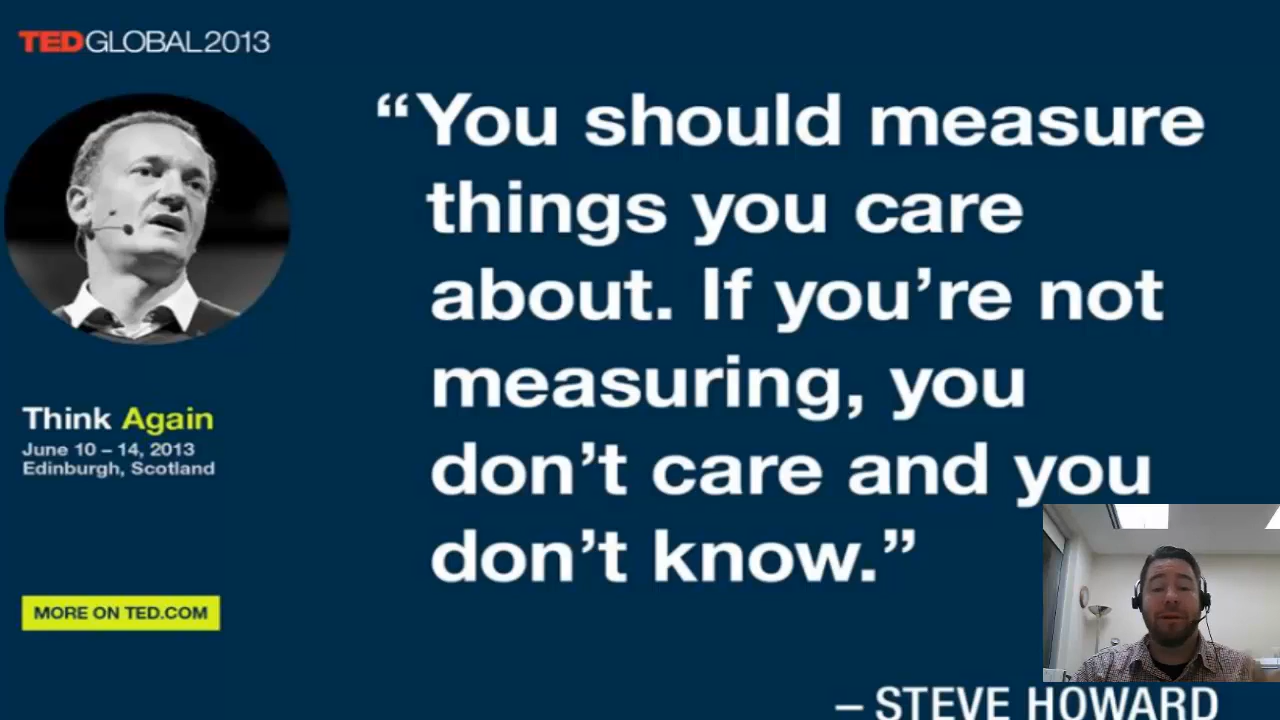 TEDGLOBAL2013
“You should measure
things you care
about. If you’re not
measuring, you
don’t care and you
don’t know.”
– STEVE HOWARD
Think Again
June 10 – 14, 2013
Edinburgh, Scotland
MORE ON TED.COM